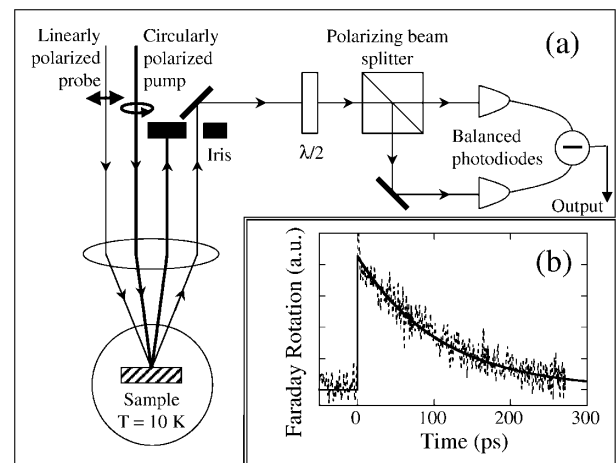 Linearly
polarized
probe
Circularly
polarized
pump
Polarizing beam
splitter
(a)
Iris
λ/2
Balanced
photodiodes
Output
Sample
T = 10 K
(b)
Faraday Rotation (a.u.)
0 100 200 300
Time (ps)